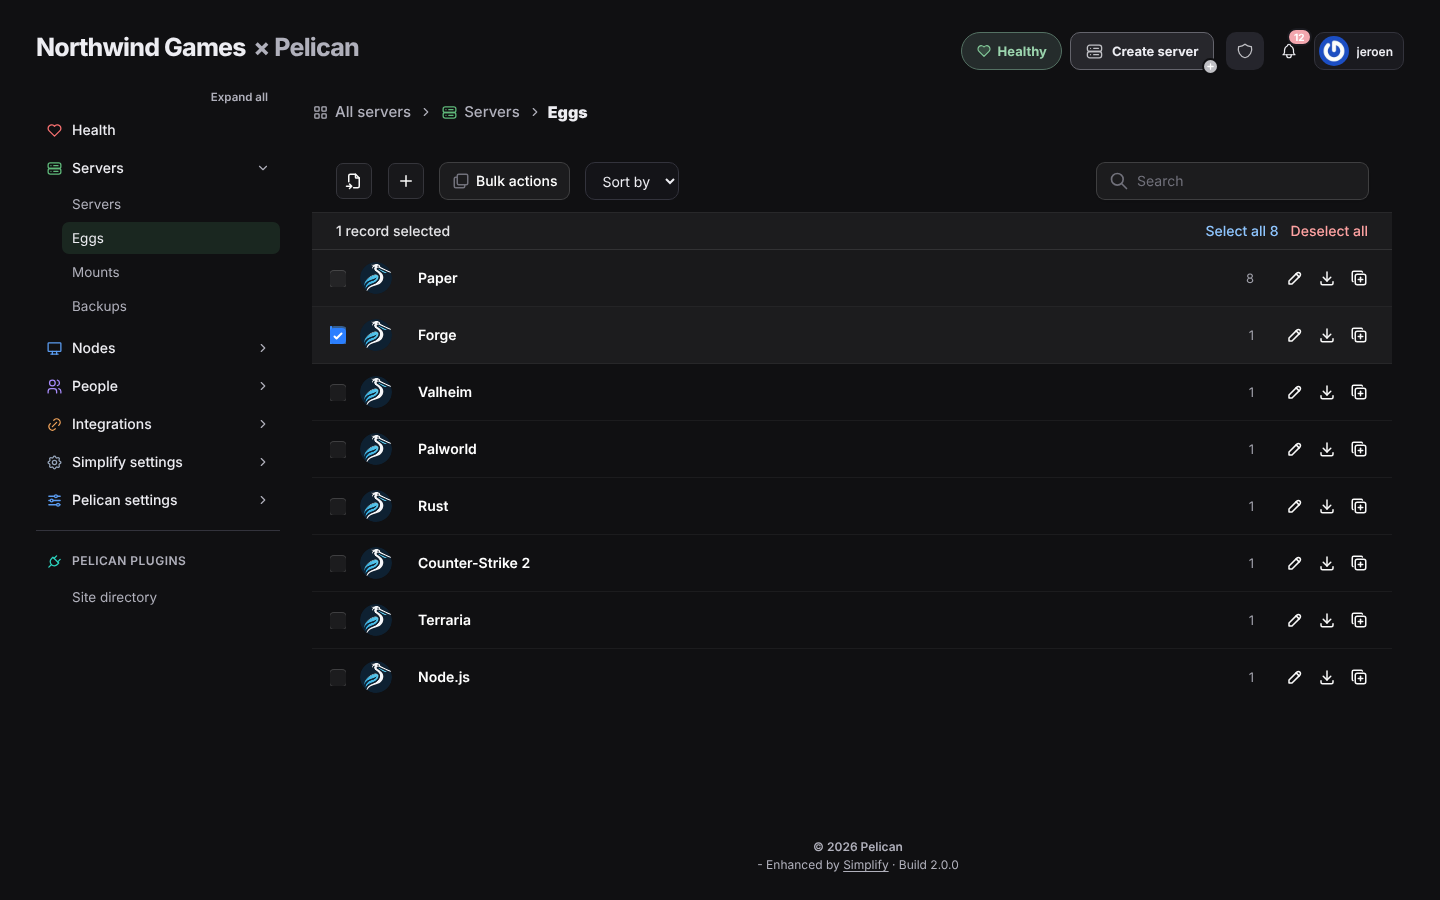 Northwind Games × Pelican
Healthy
Create server
12
jeroen
Expand all
Health
Servers
Servers
Eggs
Mounts
Backups
Nodes
People
Integrations
Simplify settings
Pelican settings
PELICAN PLUGINS
Site directory
All servers > Servers > Eggs
Bulk actions
Sort by
Search
1 record selected
Select all 8 Deselect all
Paper 8
Forge 1
Valheim 1
Palworld 1
Rust 1
Counter-Strike 2 1
Terraria 1
Node.js 1
© 2026 Pelican
- Enhanced by Simplify · Build 2.0.0